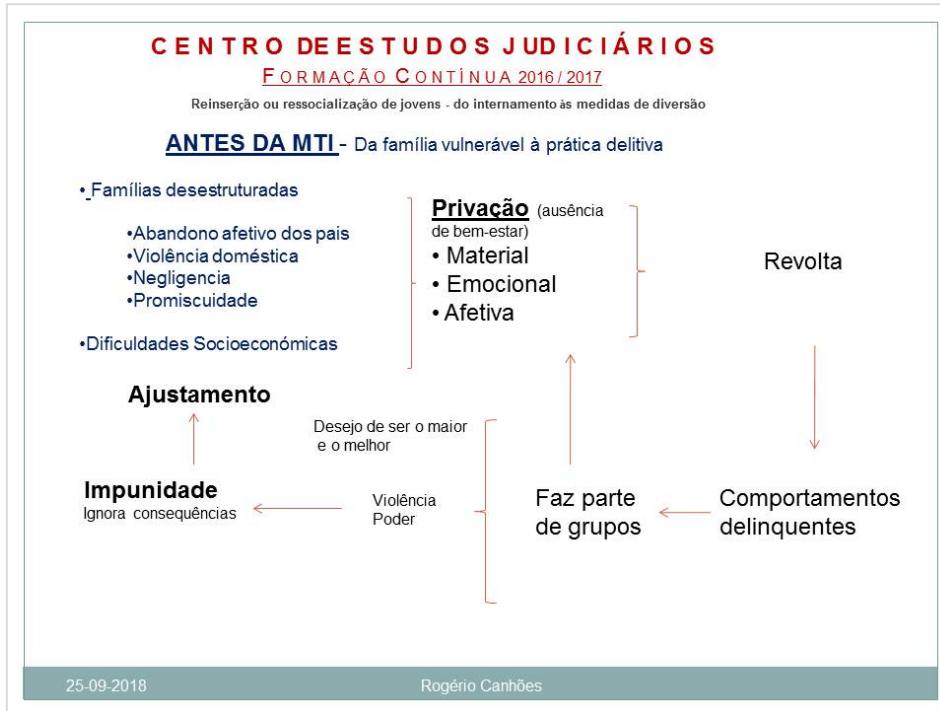 CENTRO DE ESTUDOS JUDICIÁRIOS
FORMAÇÃO CONTÍNUA 2016 / 2017
Reinserção ou ressocialização de jovens - do internamento às medidas de diversão
ANTES DA MTI - Da família vulnerável à prática delitiva
• Famílias desestruturadas
•Abandono afetivo dos pais
•Violência doméstica
•Negligencia
•Promiscuidade
•Dificuldades Socioeconómicas
Privação (ausência
de bem-estar)
• Material
• Emocional
• Afetiva
Revolta
Comportamentos
delinquentes
Faz parte
de grupos
Desejo de ser o maior
e o melhor
Violência
Poder
Impunidade
Ignora consequências
Ajustamento
25-09-2018
Rogério Canhões